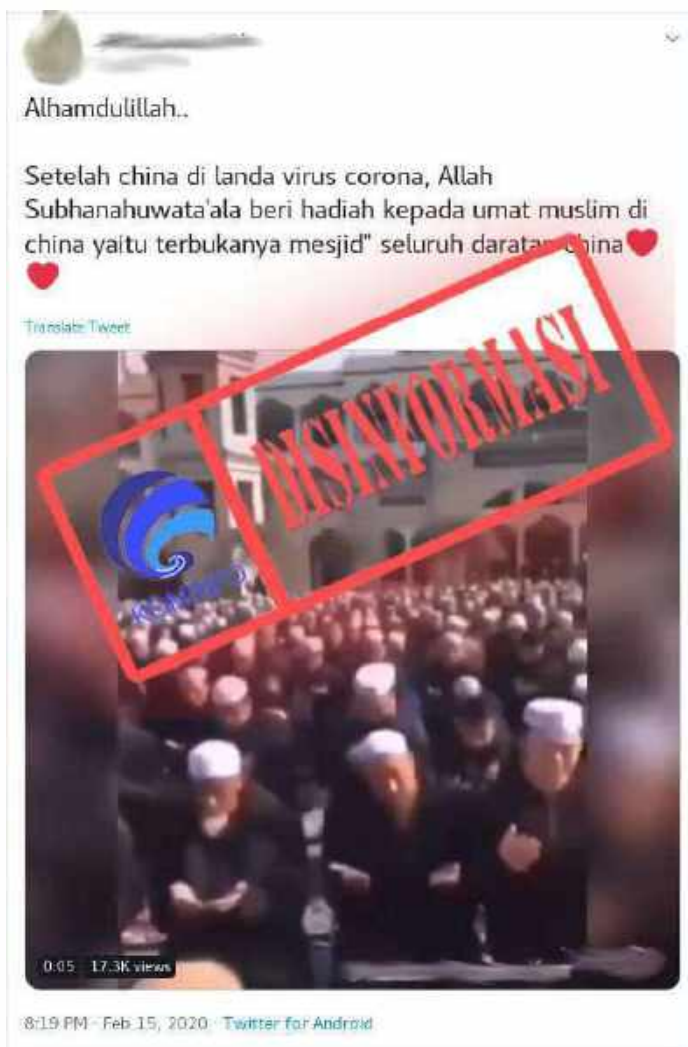 Alhamdulillah..
Setelah china di landa virus corona, Allah
Subhanahuwata'ala beri hadiah kepada umat muslim di
china yaitu terbukanya mesjid" seluruh daratan china
Translate Tweet
DISINFORMASI
KOMINFO
0:05 17.3K views
8:19 PM · Feb 15, 2020 · Twitter for Android